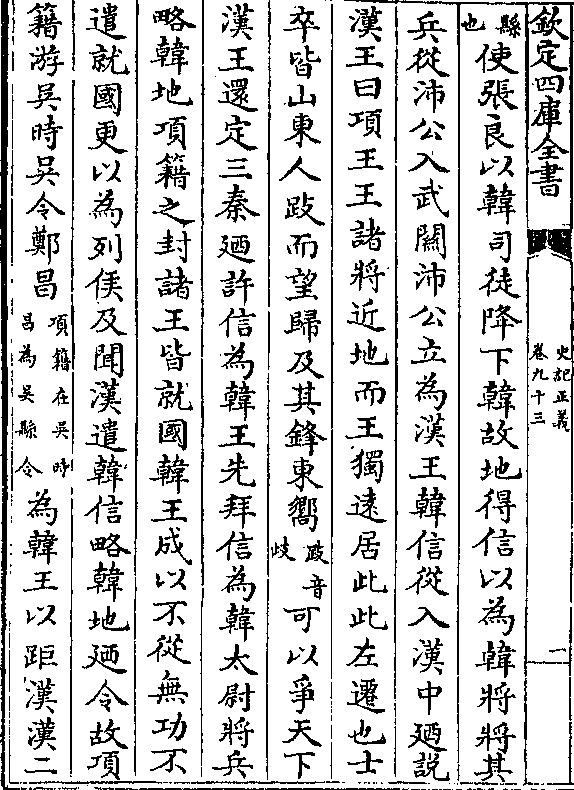 欽定四庫全書
史記正義
卷九十三
一
縣也使張良以韓司徒降下韓故地得信以為韓將將其
兵從沛公入武關沛公立為漢王韓信從入漢中廼說
漢王曰項王王諸將近地而王獨遠居此此左遷也士
卒皆山東人跂而望歸及其鋒東嚮跂音歧可以爭天下
漢王還定三秦廼許信為韓王先拜信為韓太尉將兵
略韓地項籍之封諸王皆就國韓王成以不從無功不
遣就國更以為列侯及聞漢遣韓信略韓地廼令故項
籍游吳時吳令鄭昌項籍在吳時昌為吳縣令為韓王以距漢漢二